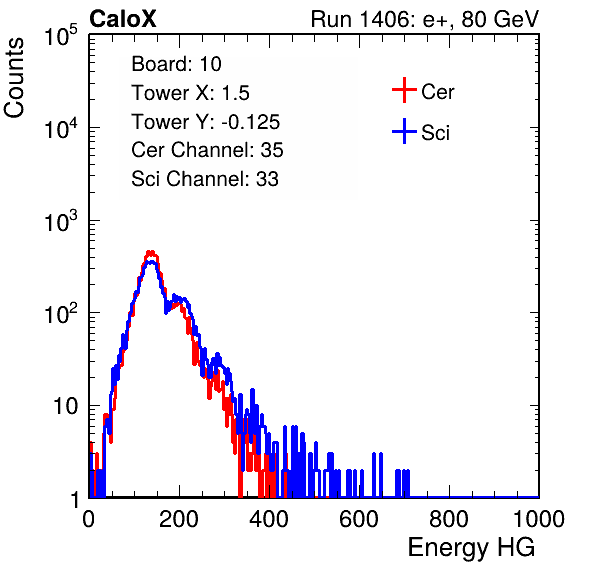 CaloX Run 1406: e+, 80 GeV
Counts
10^5
10^4
10^3
10^2
10
1
Board: 10
Tower X: 1.5
Tower Y: -0.125
Cer Channel: 35
Sci Channel: 33
Cer
Sci
0 200 400 600 800 1000
Energy HG